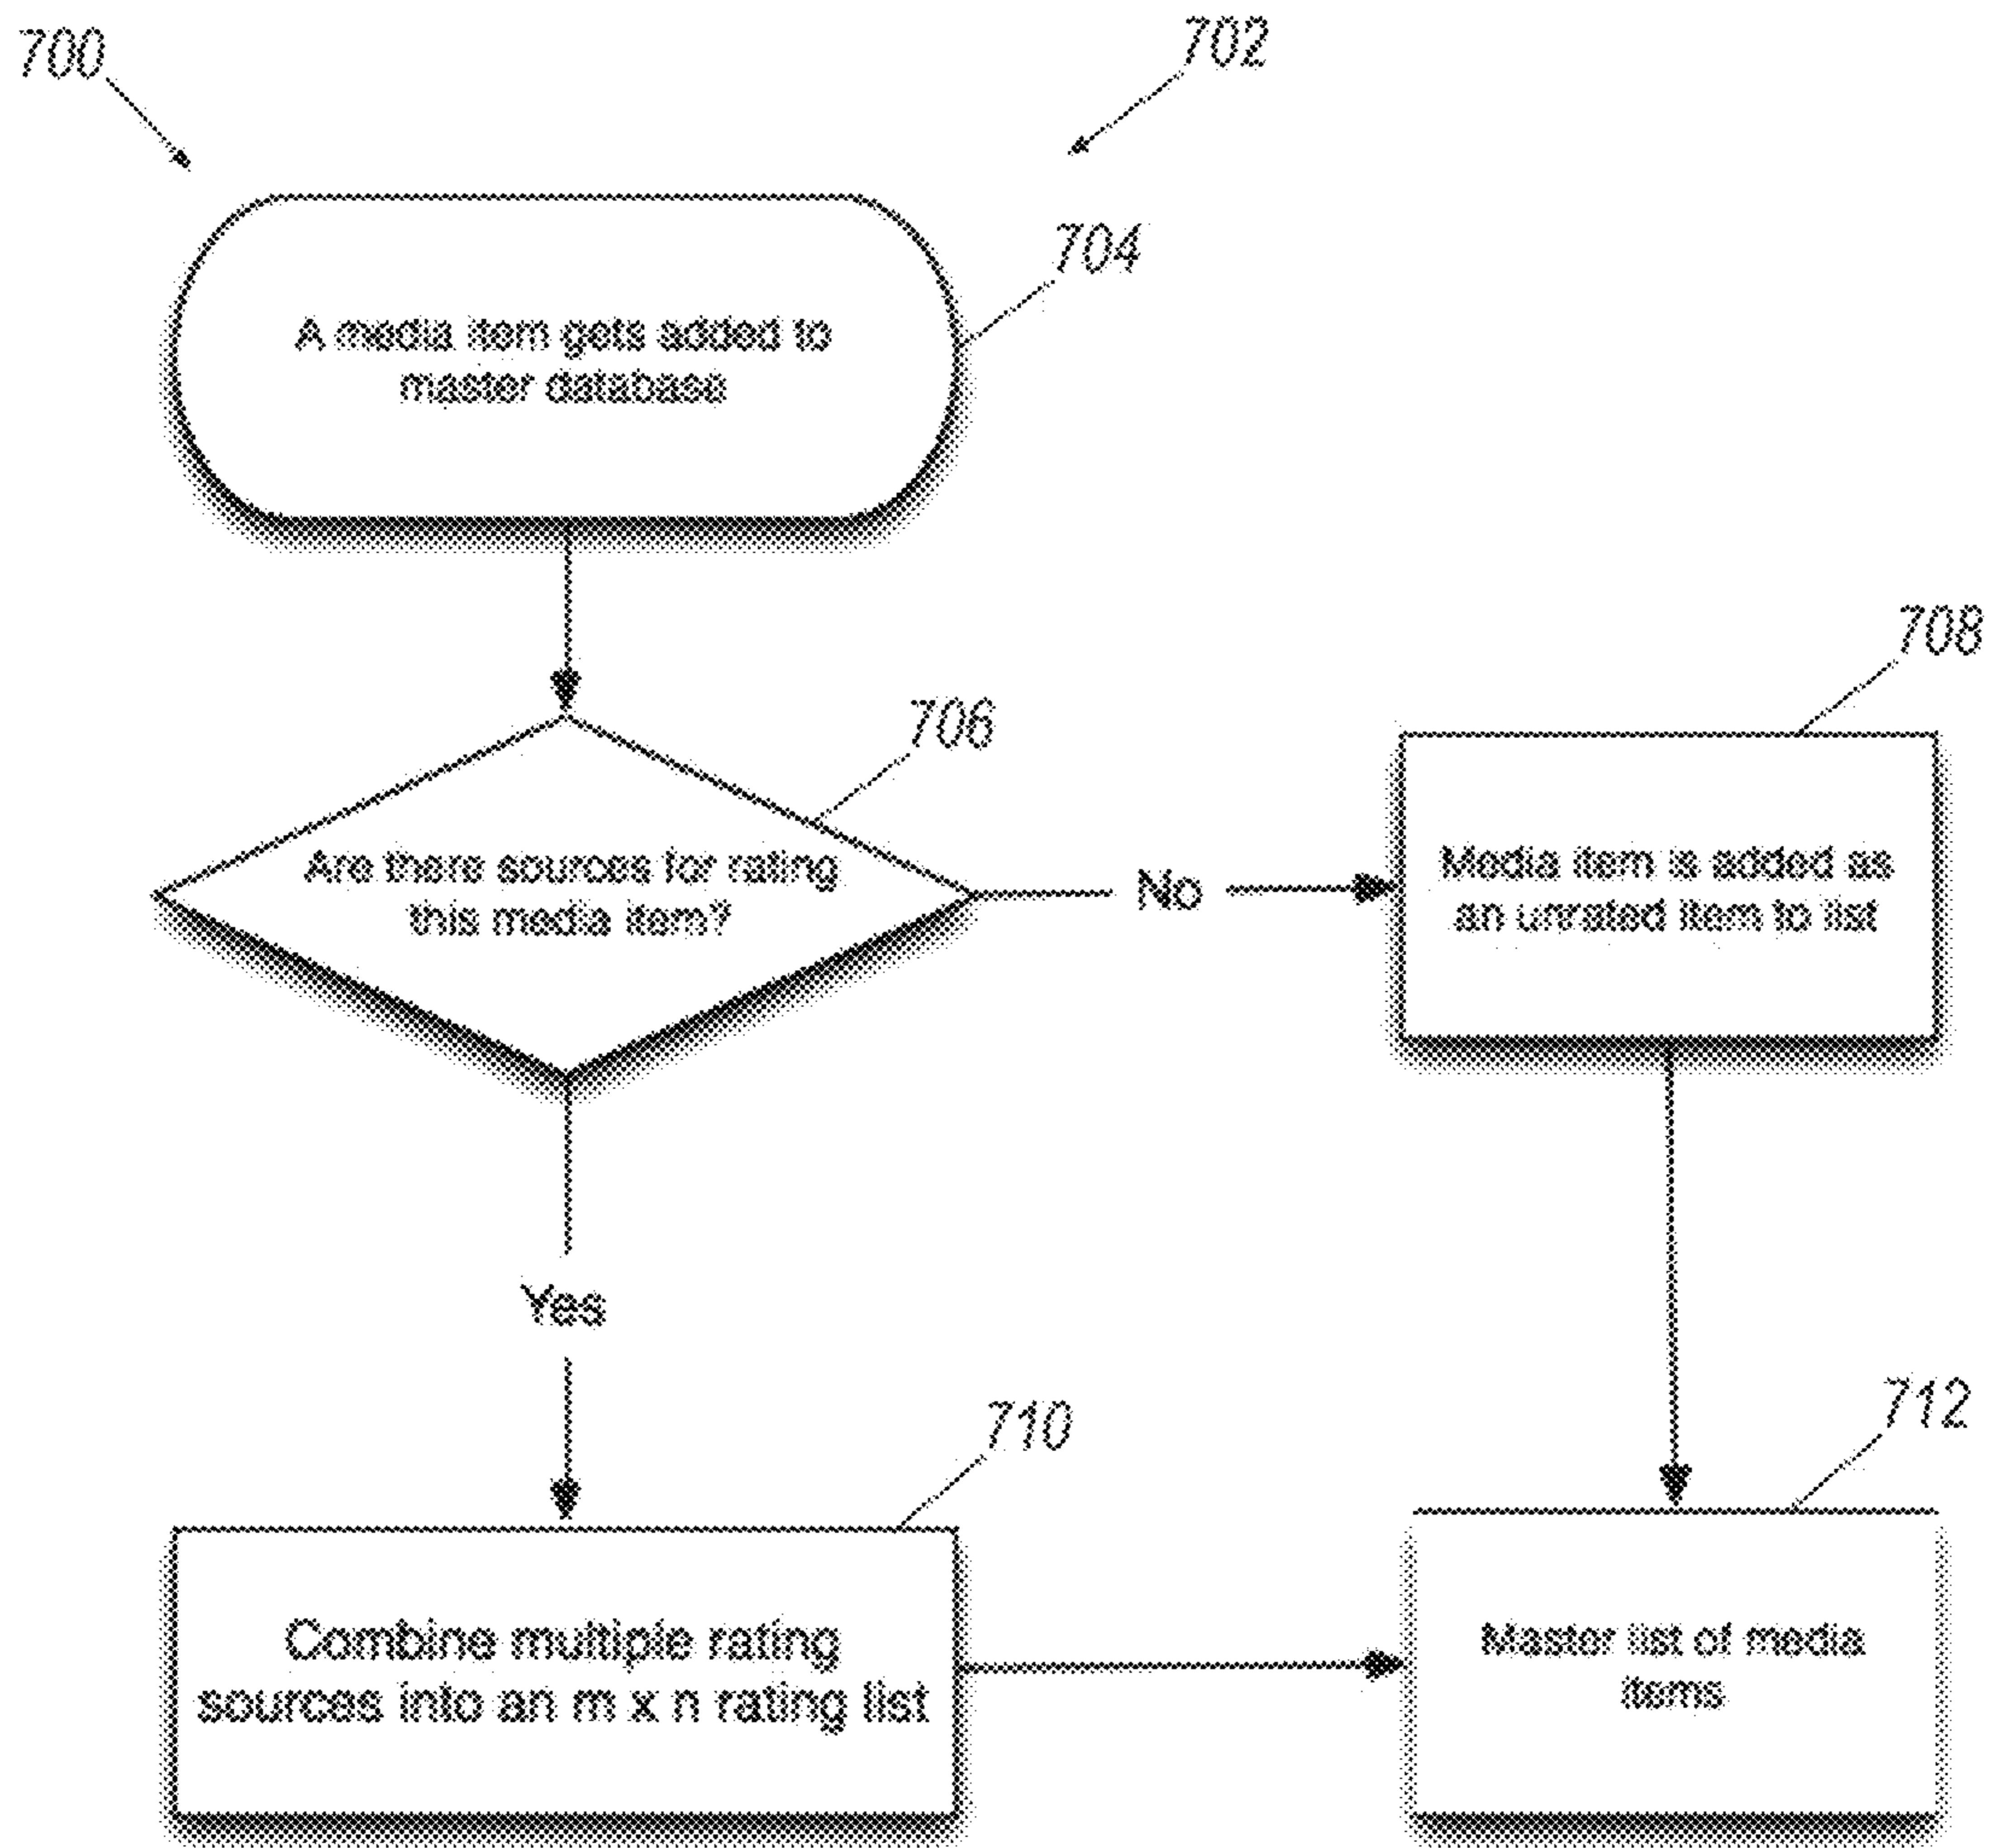 700
702
704
A media item gets added to
master database
706
708
Are there sources for rating
this media item?
No
Media item is added as
an unrated item to list
Yes
710
712
Combine multiple rating
sources into an m x n rating list
Master list of media
items